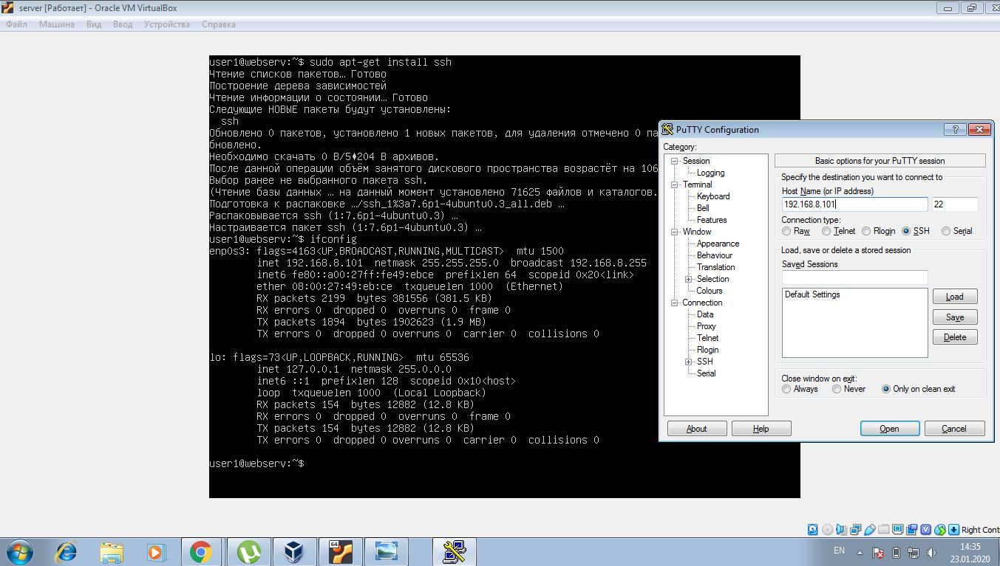 server [Работает] - Oracle VM VirtualBox
Файл Машина Вид Ввод Устройства Справка
user1@webserv:~$ sudo apt-get install ssh
Чтение списков пакетов… Готово
Построение дерева зависимостей
Чтение информации о состоянии… Готово
Следующие НОВЫЕ пакеты будут установлены:
ssh
Обновлено 0 пакетов, установлено 1 новых пакетов, для удаления отмечено 0 па
бновлено.
Необходимо скачать 0 B/5♦204 B архивов.
После данной операции объём занятого дискового пространства возрастёт на 106
Выбор ранее не выбранного пакета ssh.
(Чтение базы данных … на данный момент установлено 71625 файлов и каталогов.
Подготовка к распаковке …/ssh_1%3a7.6p1-4ubuntu0.3_all.deb …
Распаковывается ssh (1:7.6p1-4ubuntu0.3) …
Настраивается пакет ssh (1:7.6p1-4ubuntu0.3) …
user1@webserv:~$ ifconfig
enp0s3: flags=4163<UP,BROADCAST,RUNNING,MULTICAST>  mtu 1500
inet 192.168.8.101  netmask 255.255.255.0  broadcast 192.168.8.255
inet6 fe80::a00:27ff:fe49:ebce  prefixlen 64  scopeid 0x20<link>
ether 08:00:27:49:eb:ce  txqueuelen 1000  (Ethernet)
RX packets 2199  bytes 381556 (381.5 KB)
RX errors 0  dropped 0  overruns 0  frame 0
TX packets 1894  bytes 1902623 (1.9 MB)
TX errors 0  dropped 0 overruns 0  carrier 0  collisions 0
lo: flags=73<UP,LOOPBACK,RUNNING>  mtu 65536
inet 127.0.0.1  netmask 255.0.0.0
inet6 ::1  prefixlen 128  scopeid 0x10<host>
loop  txqueuelen 1000  (Local Loopback)
RX packets 154  bytes 12882 (12.8 KB)
RX errors 0  dropped 0  overruns 0  frame 0
TX packets 154  bytes 12882 (12.8 KB)
TX errors 0  dropped 0 overruns 0  carrier 0  collisions 0
user1@webserv:~$
PuTTY Configuration
Category:
Session
Logging
Terminal
Keyboard
Bell
Features
Window
Appearance
Behaviour
Translation
Selection
Colours
Connection
Data
Proxy
Telnet
Rlogin
SSH
Serial
Basic options for your PuTTY session
Specify the destination you want to connect to
Host Name (or IP address)
192.168.8.101 22
Connection type:
Raw Telnet Rlogin SSH Serial
Load, save or delete a stored session
Saved Sessions
Default Settings
Load
Save
Delete
Close window on exit:
Always Never Only on clean exit
About Help Open Cancel
Right Cont
64
EN
14:35
23.01.2020